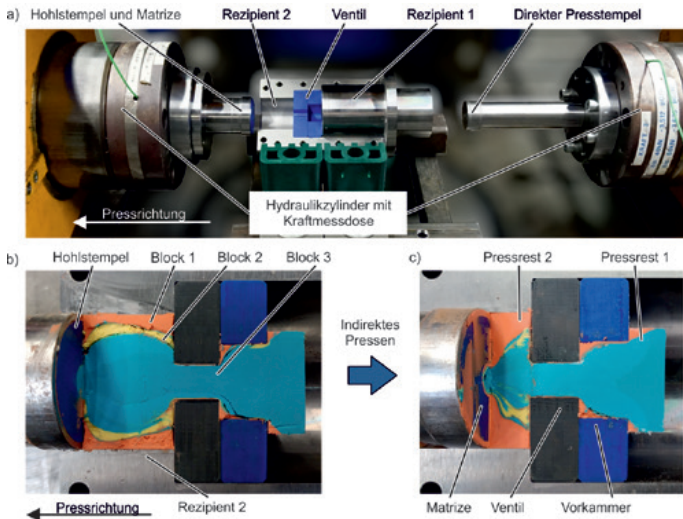 a)
Hohlstempel und Matrize
Rezipient 2
Ventil
Rezipient 1
Direkter Pressstempel
Hydraulikzylinder mit
Kraftmessdose
Pressrichtung
b)
Hohlstempel
Block 1
Block 2
Block 3
Pressrichtung
Rezipient 2
Indirektes
Pressen
c)
Pressrest 2
Pressrest 1
Matrize
Ventil
Vorkammer